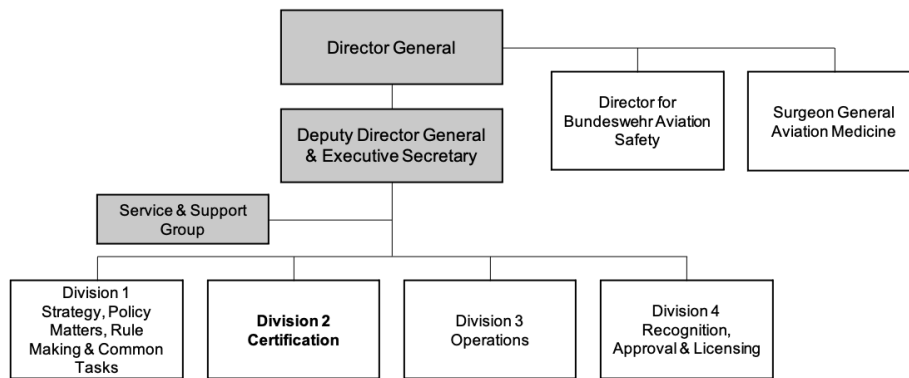 Director General
Director for
Bundeswehr Aviation
Safety
Surgeon General
Aviation Medicine
Deputy Director General
& Executive Secretary
Service & Support
Group
Division 1
Strategy, Policy
Matters, Rule
Making & Common
Tasks
Division 2
Certification
Division 3
Operations
Division 4
Recognition,
Approval & Licensing